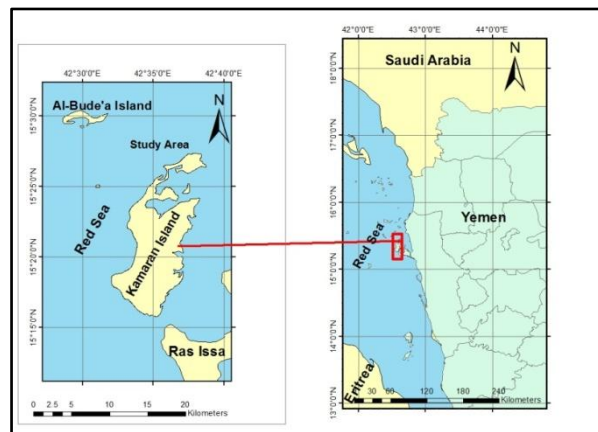 42°30'0"E 42°35'0"E 42°40'0"E
15°30'0"N
15°25'0"N
15°20'0"N
15°15'0"N
Al-Bude'a Island
N
Study Area
Red Sea
Kamaran Island
Ras Issa
0 2.5 5 10 15 20
Kilometers
42°0'0"E 43°0'0"E 44°0'0"E
18°0'0"N
17°0'0"N
16°0'0"N
15°0'0"N
14°0'0"N
13°0'0"N
Saudi Arabia
N
Yemen
Red Sea
Eritrea
30 60 120 180 240
Kilometers